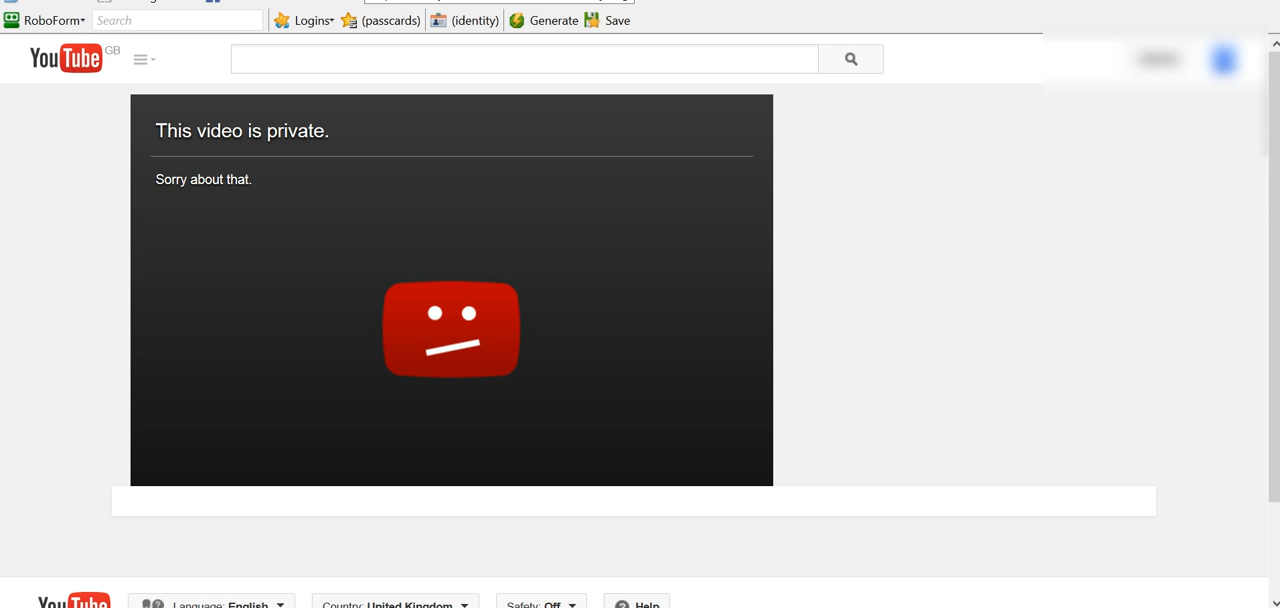 RoboForm Search Logins (passcards) (identity) Generate Save
YouTube GB
This video is private.
Sorry about that.
YouTube Language: English Country: United Kingdom Safety: Off Help